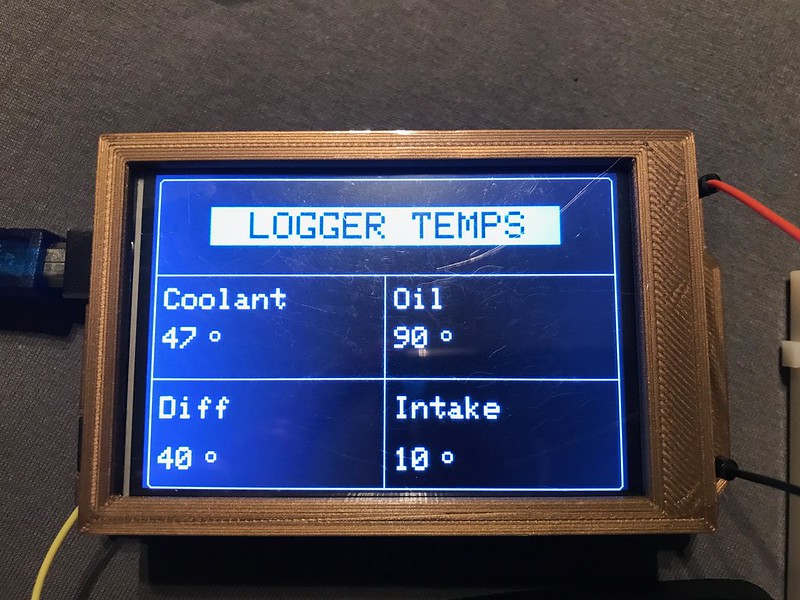 LOGGER TEMPS
Coolant
47 °
Oil
90 °
Diff
40 °
Intake
10 °